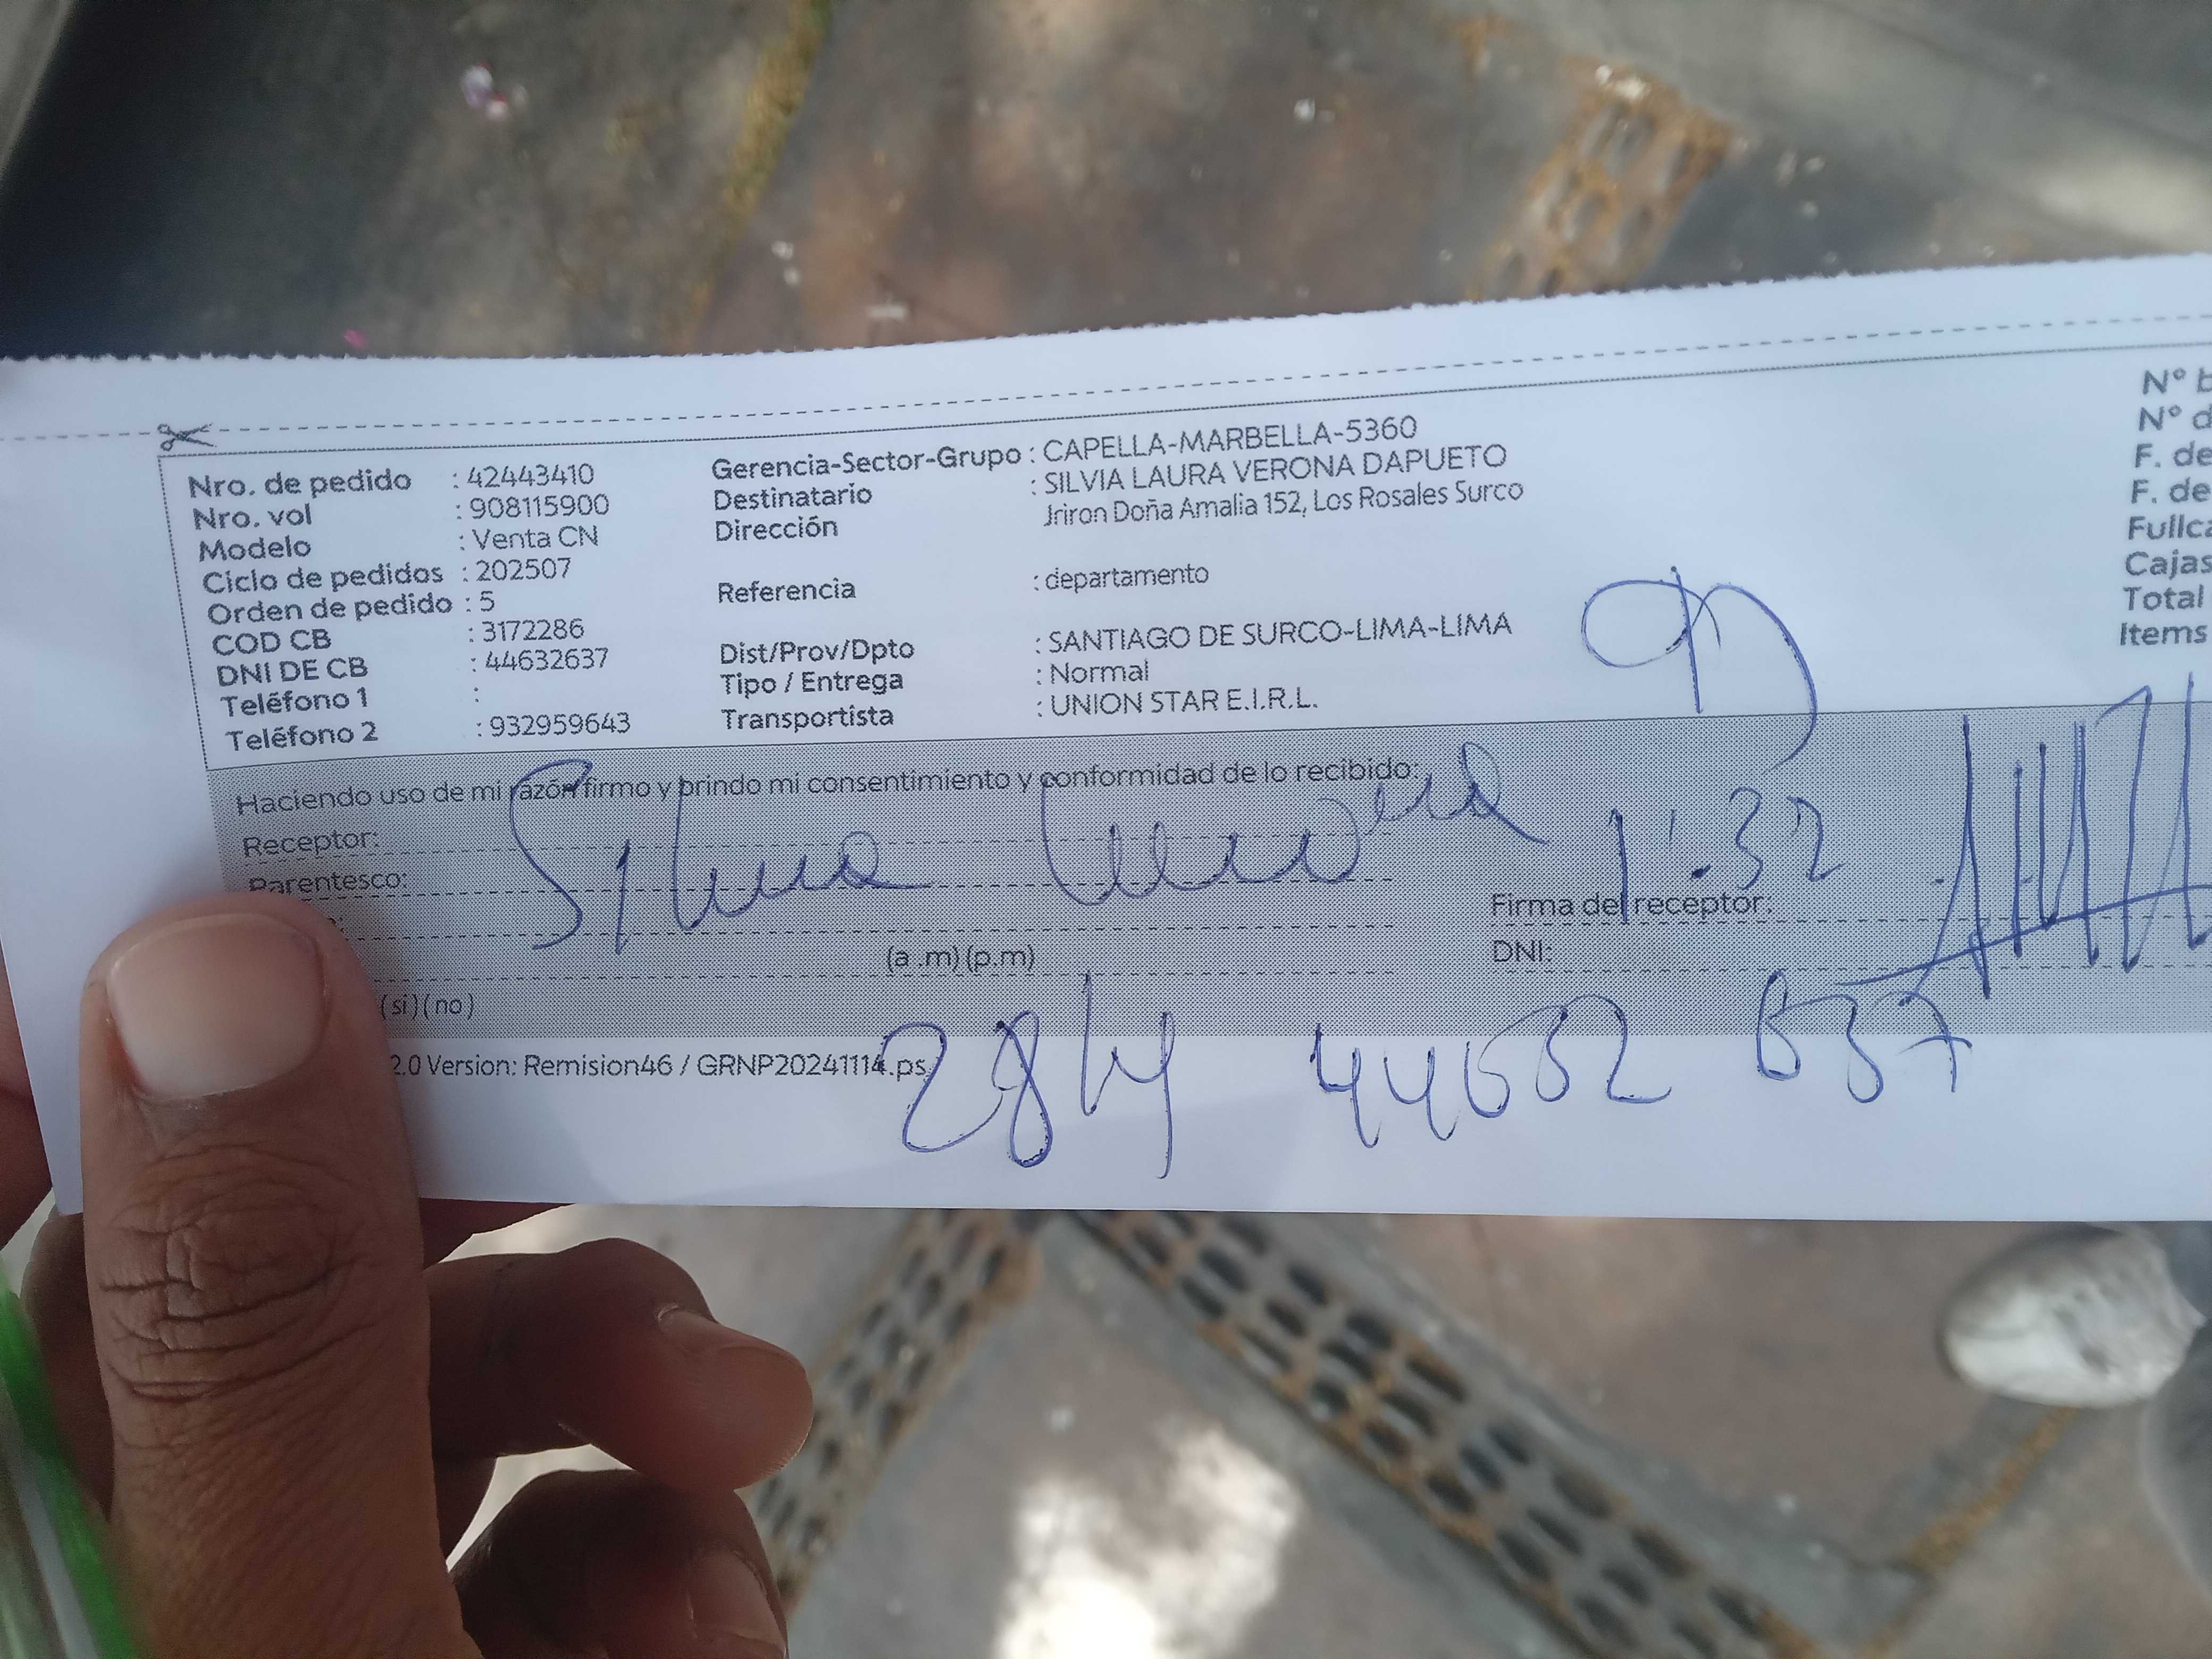 Nro. de pedido : 42443410
Nro. vol : 908115900
Modelo : Venta CN
Ciclo de pedidos : 202507
Orden de pedido : 5
COD CB : 3172286
DNI DE CB : 44632637
Teléfono 1 :
Teléfono 2 : 932959643
Gerencia-Sector-Grupo : CAPELLA-MARBELLA-5360
Destinatario : SILVIA LAURA VERONA DAPUETO
Dirección Jriron Doña Amalia 152, Los Rosales Surco
Referencia : departamento
Dist/Prov/Dpto : SANTIAGO DE SURCO-LIMA-LIMA
Tipo / Entrega : Normal
Transportista : UNION STAR E.I.R.L.
N° b
N° d
F. de
F. de
Fullca
Cajas
Total
Items
Haciendo uso de mi razón firmo y brindo mi consentimiento y conformidad de lo recibido:
Receptor: Silvia Verona
Parentesco:
1:32
Firma del receptor:
(a .m) (p.m)
DNI:
(si) (no)
2.0 Version: Remision46 / GRNP20241114.ps
28/4 44632637